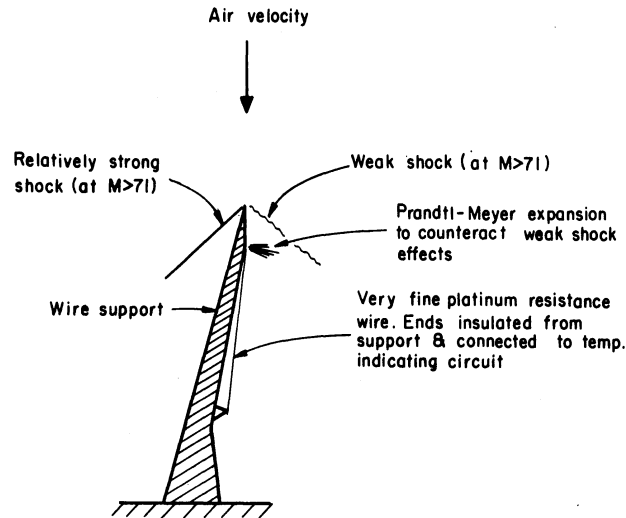 Air velocity
Relatively strong
shock (at M>71)
Weak shock (at M>71)
Prandtl-Meyer expansion
to counteract weak shock
effects
Wire support
Very fine platinum resistance
wire. Ends insulated from
support & connected to temp.
indicating circuit